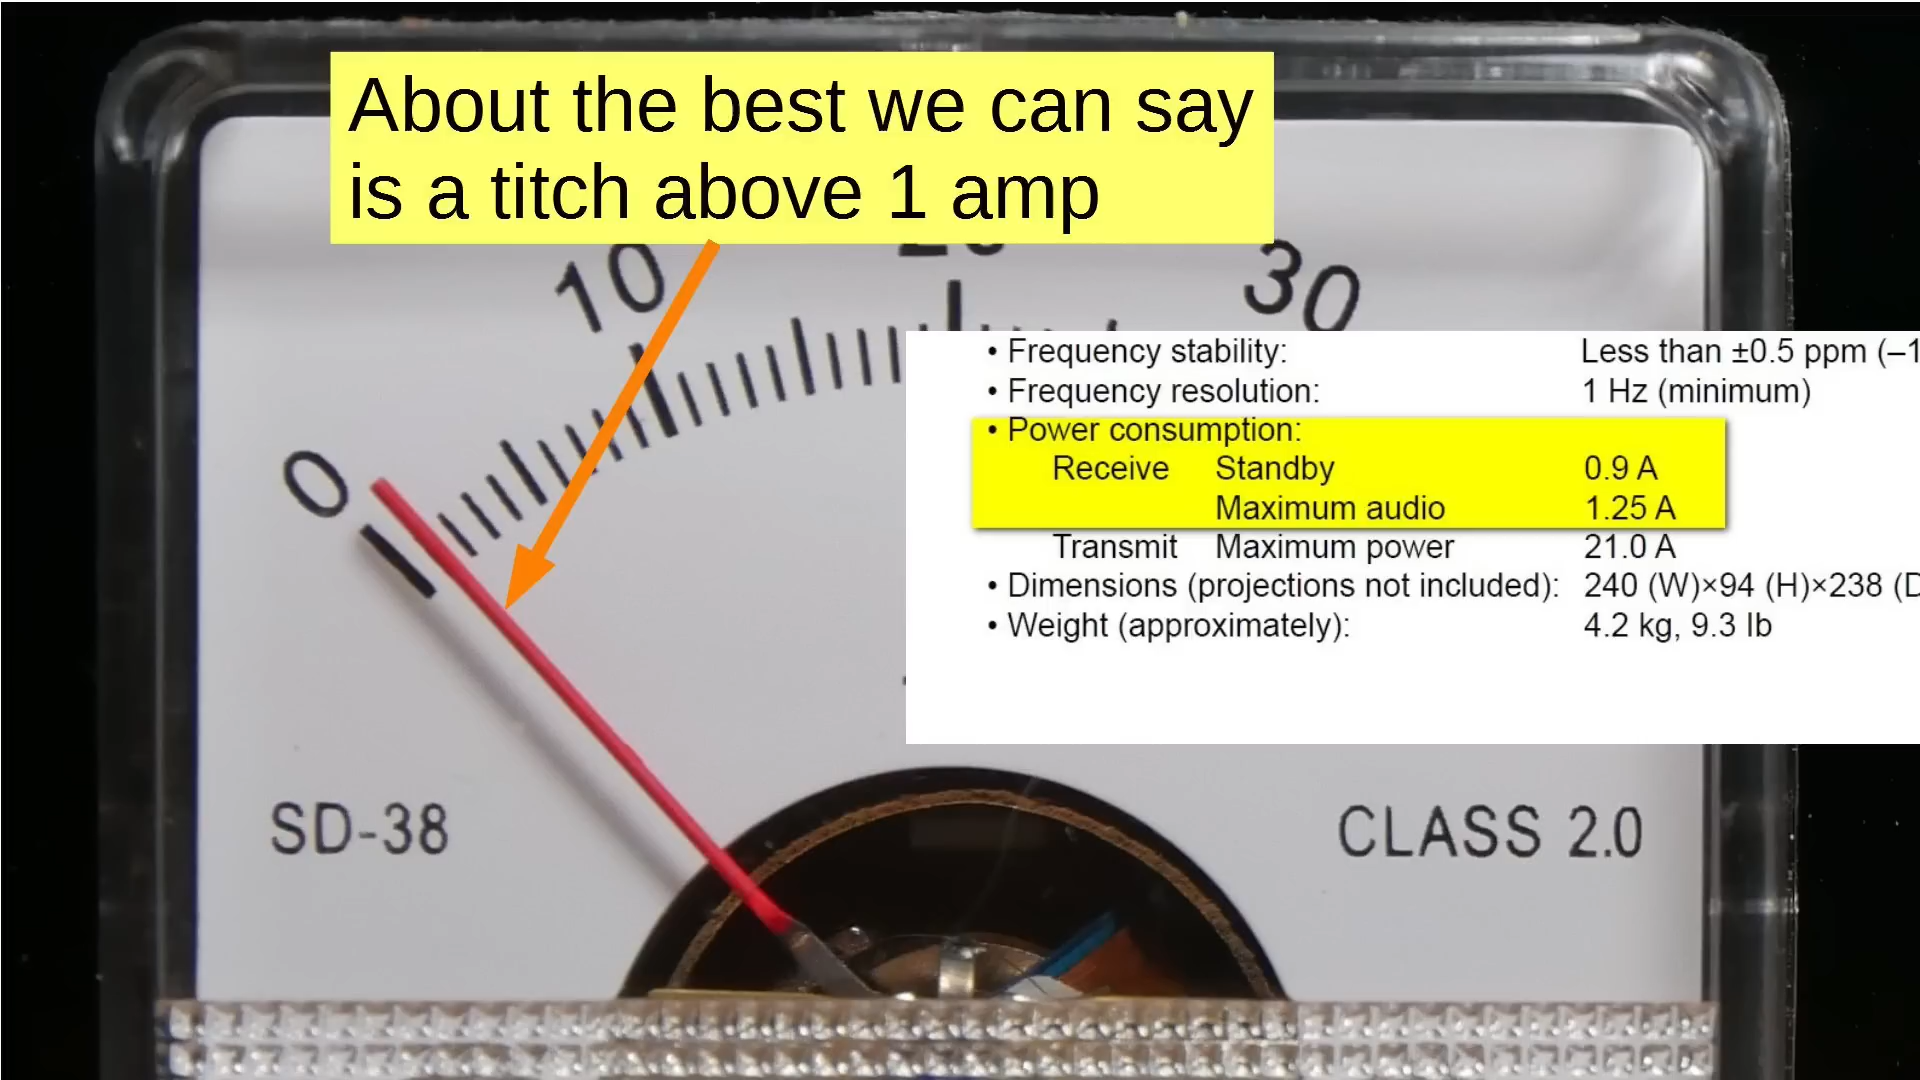 About the best we can say
is a titch above 1 amp
0
10
30
• Frequency stability: Less than ±0.5 ppm (–1
• Frequency resolution: 1 Hz (minimum)
• Power consumption:
Receive Standby 0.9 A
Maximum audio 1.25 A
Transmit Maximum power 21.0 A
• Dimensions (projections not included): 240 (W)×94 (H)×238 (D
• Weight (approximately): 4.2 kg, 9.3 lb
SD-38
CLASS 2.0